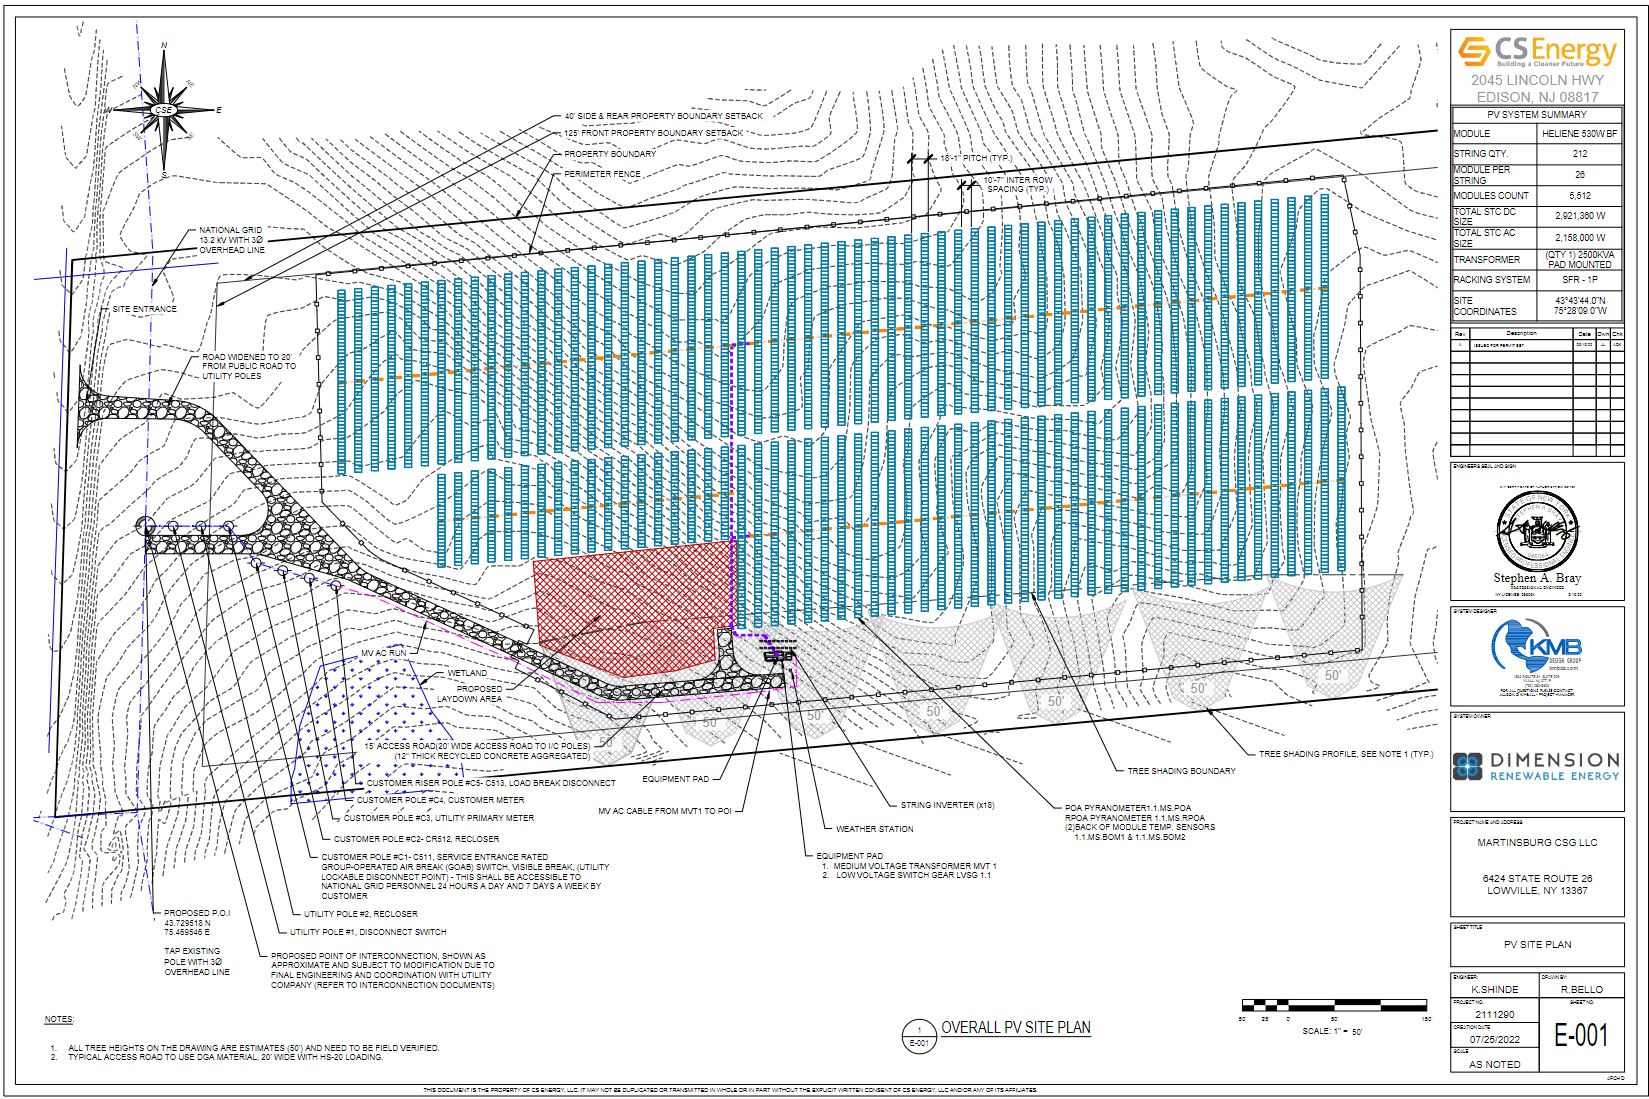 N
NE
E
S
W
CSE
40' SIDE & REAR PROPERTY BOUNDARY SETBACK
125' FRONT PROPERTY BOUNDARY SETBACK
PROPERTY BOUNDARY
PERIMETER FENCE
18'-1" PITCH (TYP.)
10'-7" INTER ROW
SPACING (TYP.)
NATIONAL GRID
13.2 kV WITH 3Ø
OVERHEAD LINE
SITE ENTRANCE
ROAD WIDENED TO 20'
FROM PUBLIC ROAD TO
UTILITY POLES
MV AC RUN
WETLAND
PROPOSED
LAYDOWN AREA
15' ACCESS ROAD(20' WIDE ACCESS ROAD TO I/C POLES)
(12" THICK RECYCLED CONCRETE AGGREGATED)
CUSTOMER RISER POLE #C5- C513, LOAD BREAK DISCONNECT
CUSTOMER POLE #C4, CUSTOMER METER
CUSTOMER POLE #C3, UTILITY PRIMARY METER
CUSTOMER POLE #C2- CR512, RECLOSER
CUSTOMER POLE #C1- C511, SERVICE ENTRANCE RATED
GROUP-OPERATED AIR BREAK (GOAB) SWITCH, VISIBLE BREAK, (UTILITY
LOCKABLE DISCONNECT POINT) - THIS SHALL BE ACCESSIBLE TO
NATIONAL GRID PERSONNEL 24 HOURS A DAY AND 7 DAYS A WEEK BY
CUSTOMER
UTILITY POLE #2, RECLOSER
UTILITY POLE #1, DISCONNECT SWITCH
PROPOSED POINT OF INTERCONNECTION, SHOWN AS
APPROXIMATE AND SUBJECT TO MODIFICATION DUE TO
FINAL ENGINEERING AND COORDINATION WITH UTILITY
COMPANY (REFER TO INTERCONNECTION DOCUMENTS)
PROPOSED P.O.I
43.729518 N
75.469546 E
TAP EXISTING
POLE WITH 3Ø
OVERHEAD LINE
EQUIPMENT PAD
MV AC CABLE FROM MVT1 TO POI
50'
50'
50'
50'
50'
50'
50'
TREE SHADING PROFILE, SEE NOTE 1 (TYP.)
TREE SHADING BOUNDARY
STRING INVERTER (x18)
POA PYRANOMETER1.1.MS.POA
RPOA PYRANOMETER 1.1.MS.RPOA
(2)BACK OF MODULE TEMP. SENSORS
1.1.MS.BOM1 & 1.1.MS.BOM2
WEATHER STATION
EQUIPMENT PAD
1. MEDIUM VOLTAGE TRANSFORMER MVT 1
2. LOW VOLTAGE SWITCH GEAR LVSG 1.1
NOTES:
1. ALL TREE HEIGHTS ON THE DRAWING ARE ESTIMATES (50') AND NEED TO BE FIELD VERIFIED.
2. TYPICAL ACCESS ROAD TO USE DGA MATERIAL, 20' WIDE WITH HS-20 LOADING.
1
E-001
OVERALL PV SITE PLAN
50' 25' 0' 50' 150'
SCALE: 1" = 50'
THIS DOCUMENT IS THE PROPERTY OF CS ENERGY, LLC. IT MAY NOT BE DUPLICATED OR TRANSMITTED IN WHOLE OR IN PART WITHOUT THE EXPLICIT WRITTEN CONSENT OF CS ENERGY, LLC AND/OR ANY OF ITS AFFILIATES.
CS Energy
Building a Cleaner Future
2045 LINCOLN HWY
EDISON, NJ 08817
PV SYSTEM SUMMARY
MODULE HELIENE 530W BF
STRING QTY. 212
MODULE PER
STRING 26
MODULES COUNT 5,512
TOTAL STC DC
SIZE 2,921,360 W
TOTAL STC AC
SIZE 2,158,000 W
TRANSFORMER (QTY 1) 2500KVA
PAD MOUNTED
RACKING SYSTEM SFR - 1P
SITE
COORDINATES 43°43'44.0"N
75°28'09.0"W
Rev Description Date Dwn Chk
A ISSUED FOR PERMIT SET
ENGINEERS SEAL AND SIGN
Stephen A. Bray
PROFESSIONAL ENGINEER
SYSTEM DESIGNER
KMB
DESIGN GROUP
kmbdg.com
SYSTEM OWNER
DIMENSION
RENEWABLE ENERGY
PROJECT NAME AND ADDRESS
MARTINSBURG CSG LLC
6424 STATE ROUTE 26
LOWVILLE, NY 13367
SHEET TITLE
PV SITE PLAN
ENGINEER: DRAWN BY:
K.SHINDE R.BELLO
PROJECT NO. SHEET NO.
2111290
CREATION DATE
07/25/2022
E-001
SCALE
AS NOTED
ARCH D